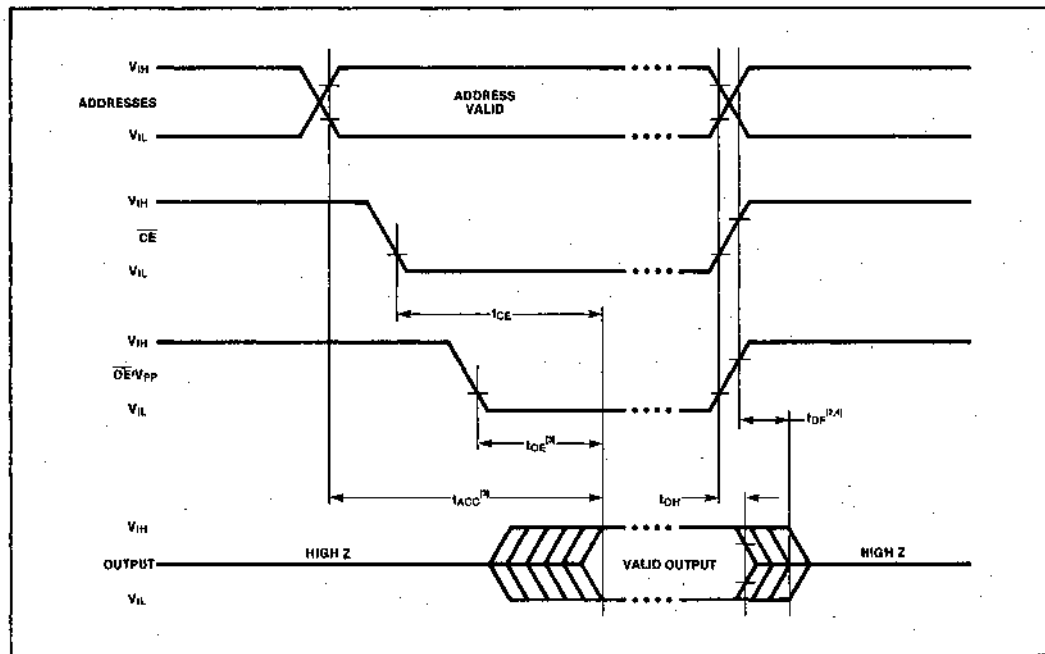 VIH
ADDRESSES
ADDRESS
VALID
VIL
VIH
CE
VIL
tCE
VIH
OE/VPP
VIL
tDF[2,4]
tOE[3]
tACC[3]
tOH
VIH
OUTPUT
HIGH Z
VALID OUTPUT
HIGH Z
VIL